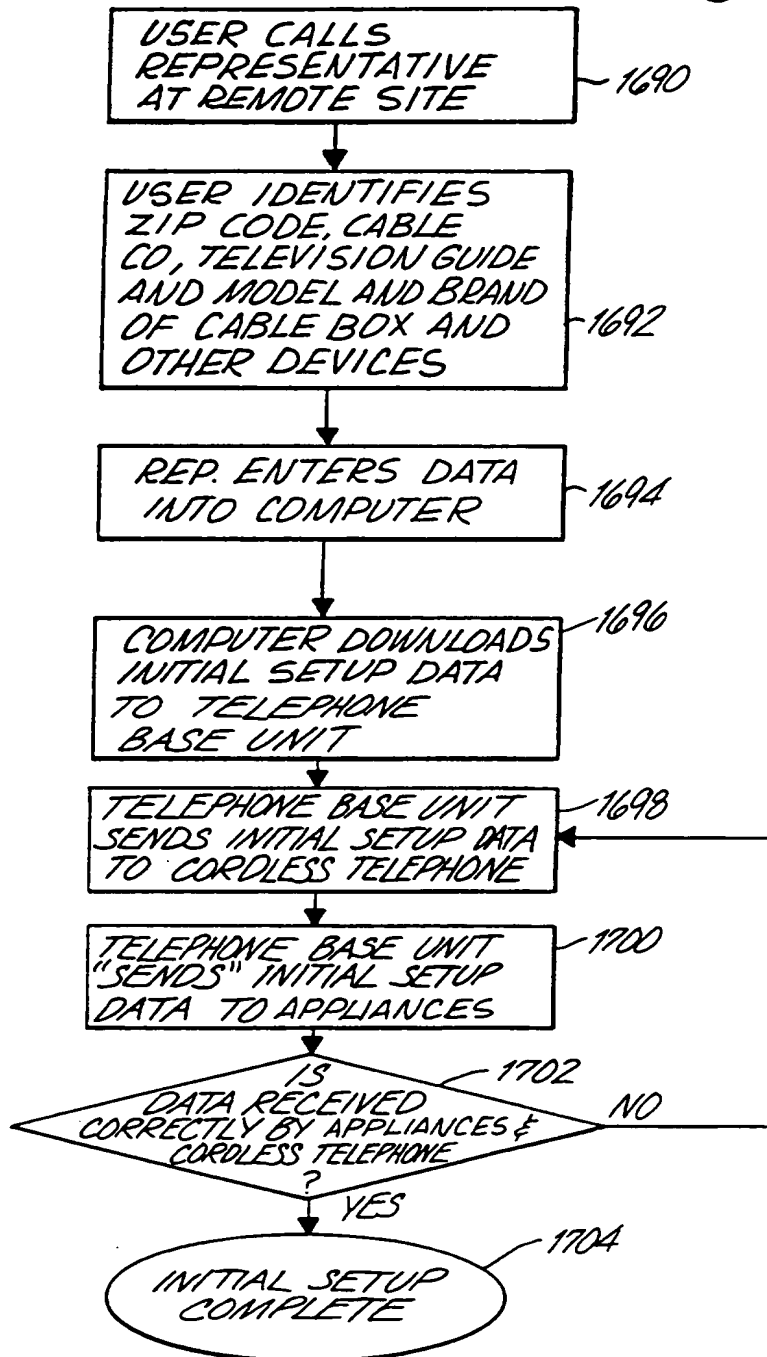 USER CALLS
REPRESENTATIVE
AT REMOTE SITE
1690
USER IDENTIFIES
ZIP CODE, CABLE
CO, TELEVISION GUIDE
AND MODEL AND BRAND
OF CABLE BOX AND
OTHER DEVICES
1692
REP. ENTERS DATA
INTO COMPUTER
1694
COMPUTER DOWNLOADS
INITIAL SETUP DATA
TO TELEPHONE
BASE UNIT
1696
TELEPHONE BASE UNIT
SENDS INITIAL SETUP DATA
TO CORDLESS TELEPHONE
1698
TELEPHONE BASE UNIT
"SENDS" INITIAL SETUP
DATA TO APPLIANCES
1700
IS
DATA RECEIVED
CORRECTLY BY APPLIANCES &
CORDLESS TELEPHONE
?
1702
NO
YES
INITIAL SETUP
COMPLETE
1704